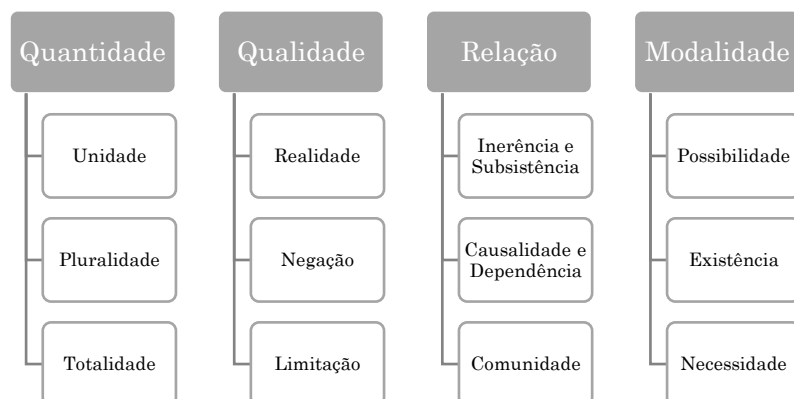 Quantidade
Unidade
Pluralidade
Totalidade
Qualidade
Realidade
Negação
Limitação
Relação
Inerência e
Subsistência
Causalidade e
Dependência
Comunidade
Modalidade
Possibilidade
Existência
Necessidade